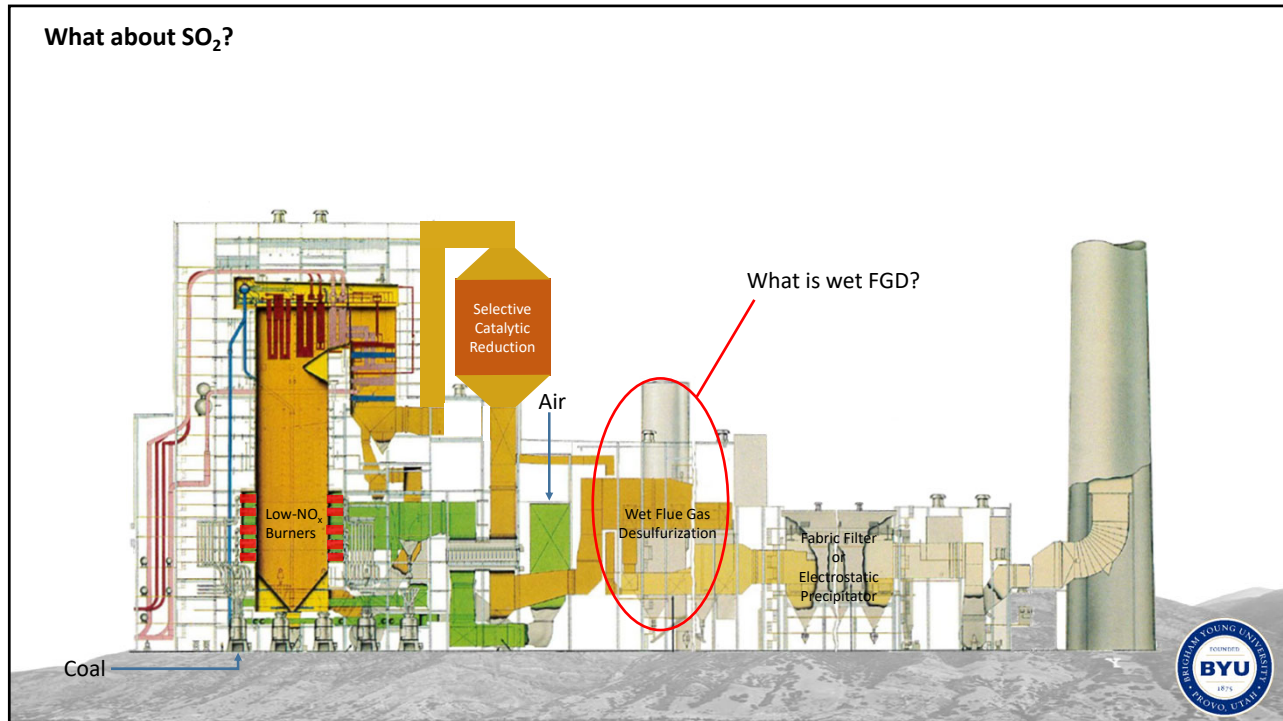 What about SO₂?
What is wet FGD?
Selective
Catalytic
Reduction
Air
Low-NOₓ
Burners
Wet Flue Gas
Desulfurization
Fabric Filter
or
Electrostatic
Precipitator
Coal
BRIGHAM YOUNG UNIVERSITY
FOUNDED
BYU
1875
PROVO, UTAH